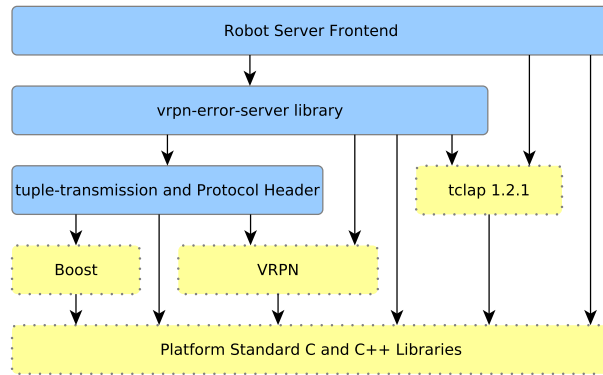 Robot Server Frontend
vrpn-error-server library
tuple-transmission and Protocol Header
tclap 1.2.1
Boost
VRPN
Platform Standard C and C++ Libraries